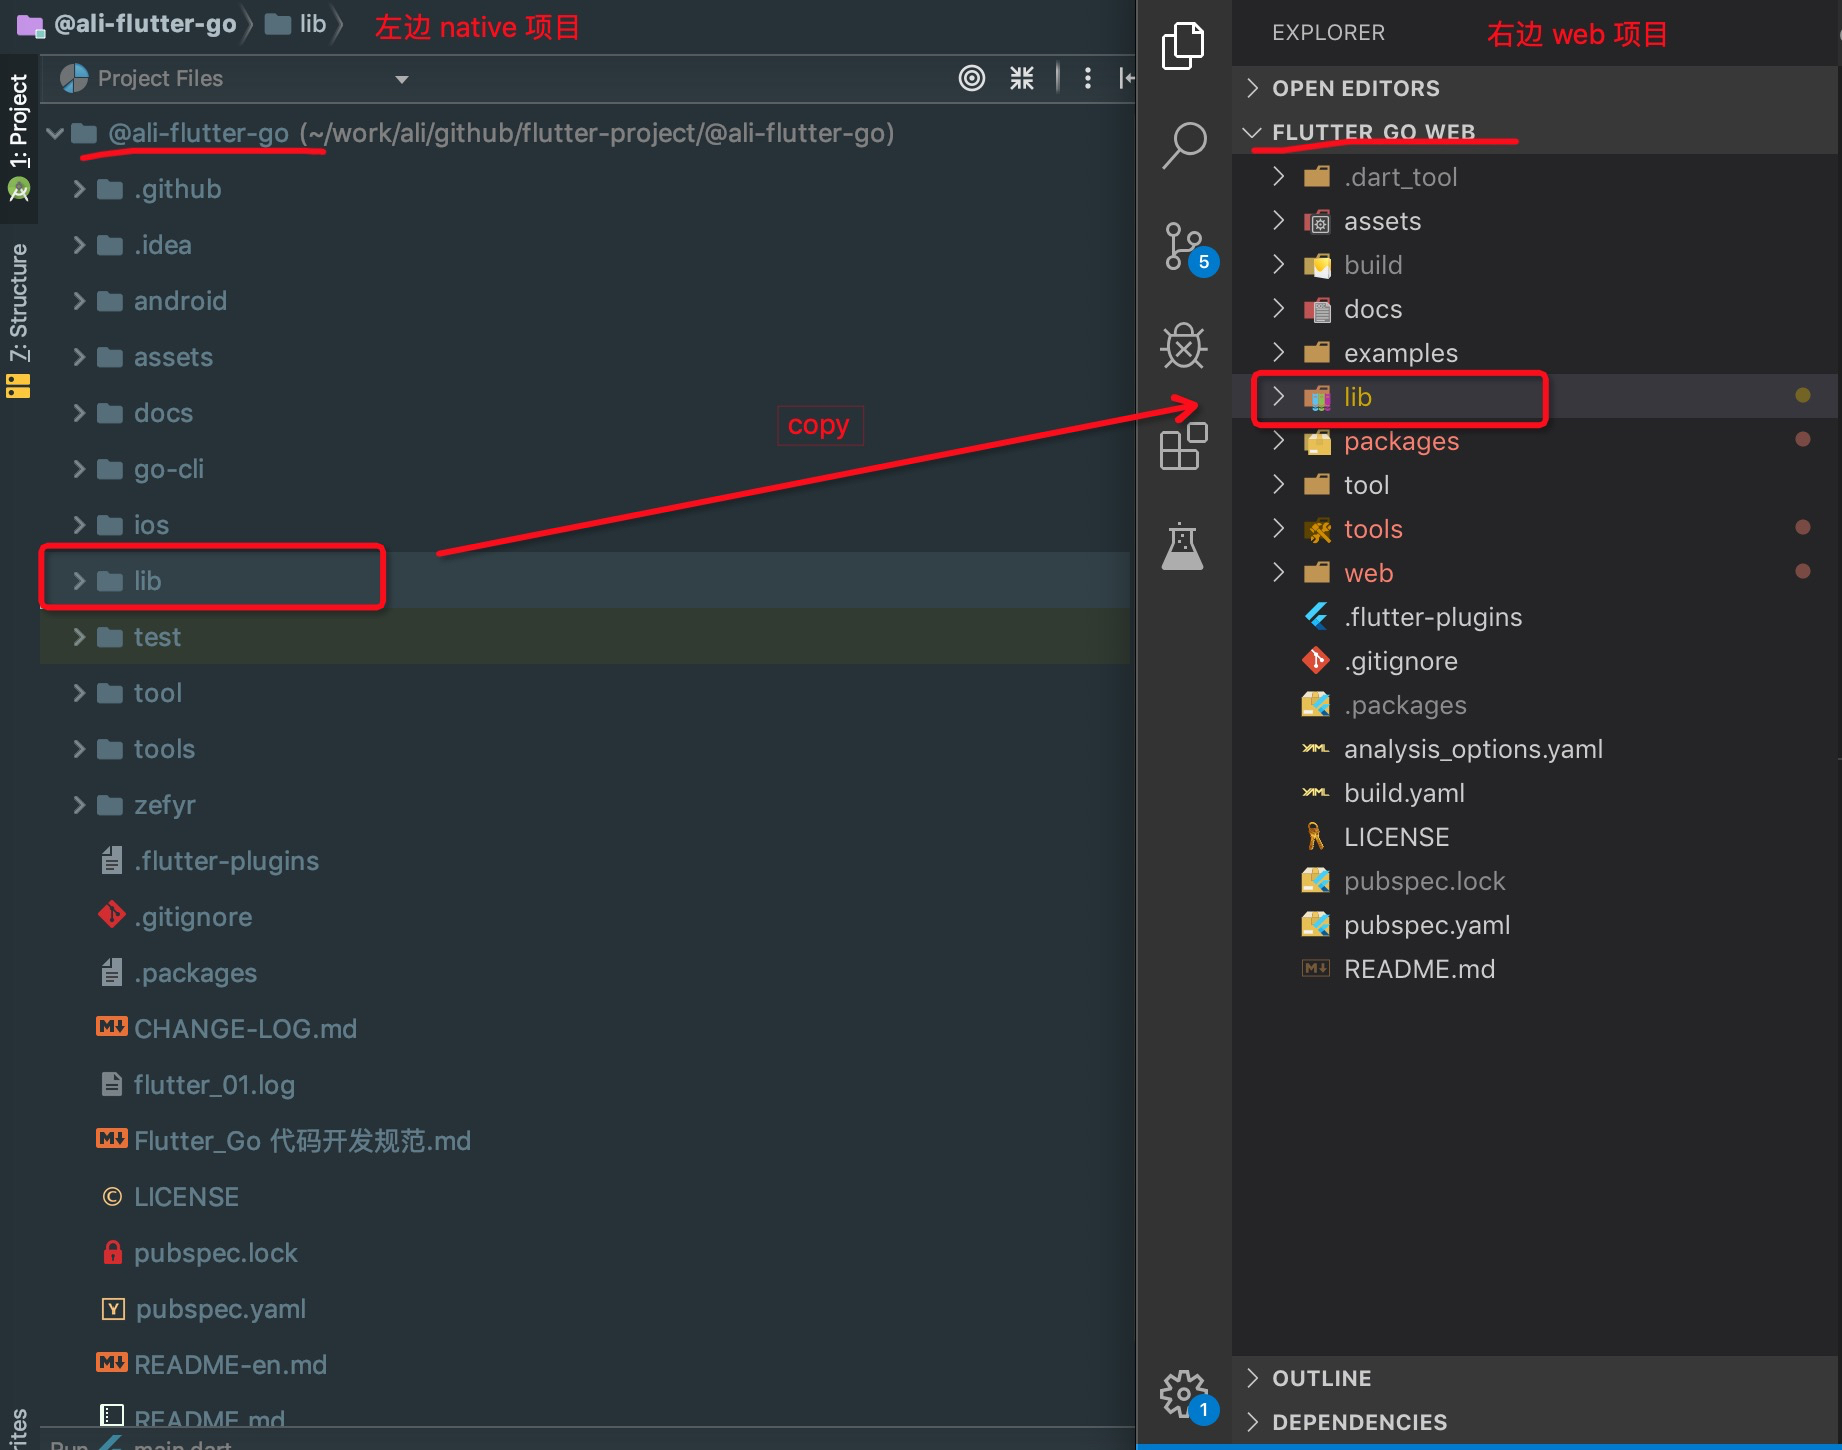 @ali-flutter-go
lib
左边 native 项目
Project Files
1: Project
7: Structure
@ali-flutter-go (~/work/ali/github/flutter-project/@ali-flutter-go)
.github
.idea
android
assets
docs
go-cli
ios
lib
test
tool
tools
zefyr
.flutter-plugins
.gitignore
.packages
CHANGE-LOG.md
flutter_01.log
Flutter_Go 代码开发规范.md
LICENSE
pubspec.lock
pubspec.yaml
README-en.md
README.md
main.dart
copy
EXPLORER
右边 web 项目
OPEN EDITORS
FLUTTER_GO_WEB
.dart_tool
assets
build
docs
examples
lib
packages
tool
tools
web
.flutter-plugins
.gitignore
.packages
analysis_options.yaml
build.yaml
LICENSE
pubspec.lock
pubspec.yaml
README.md
5
1
OUTLINE
DEPENDENCIES